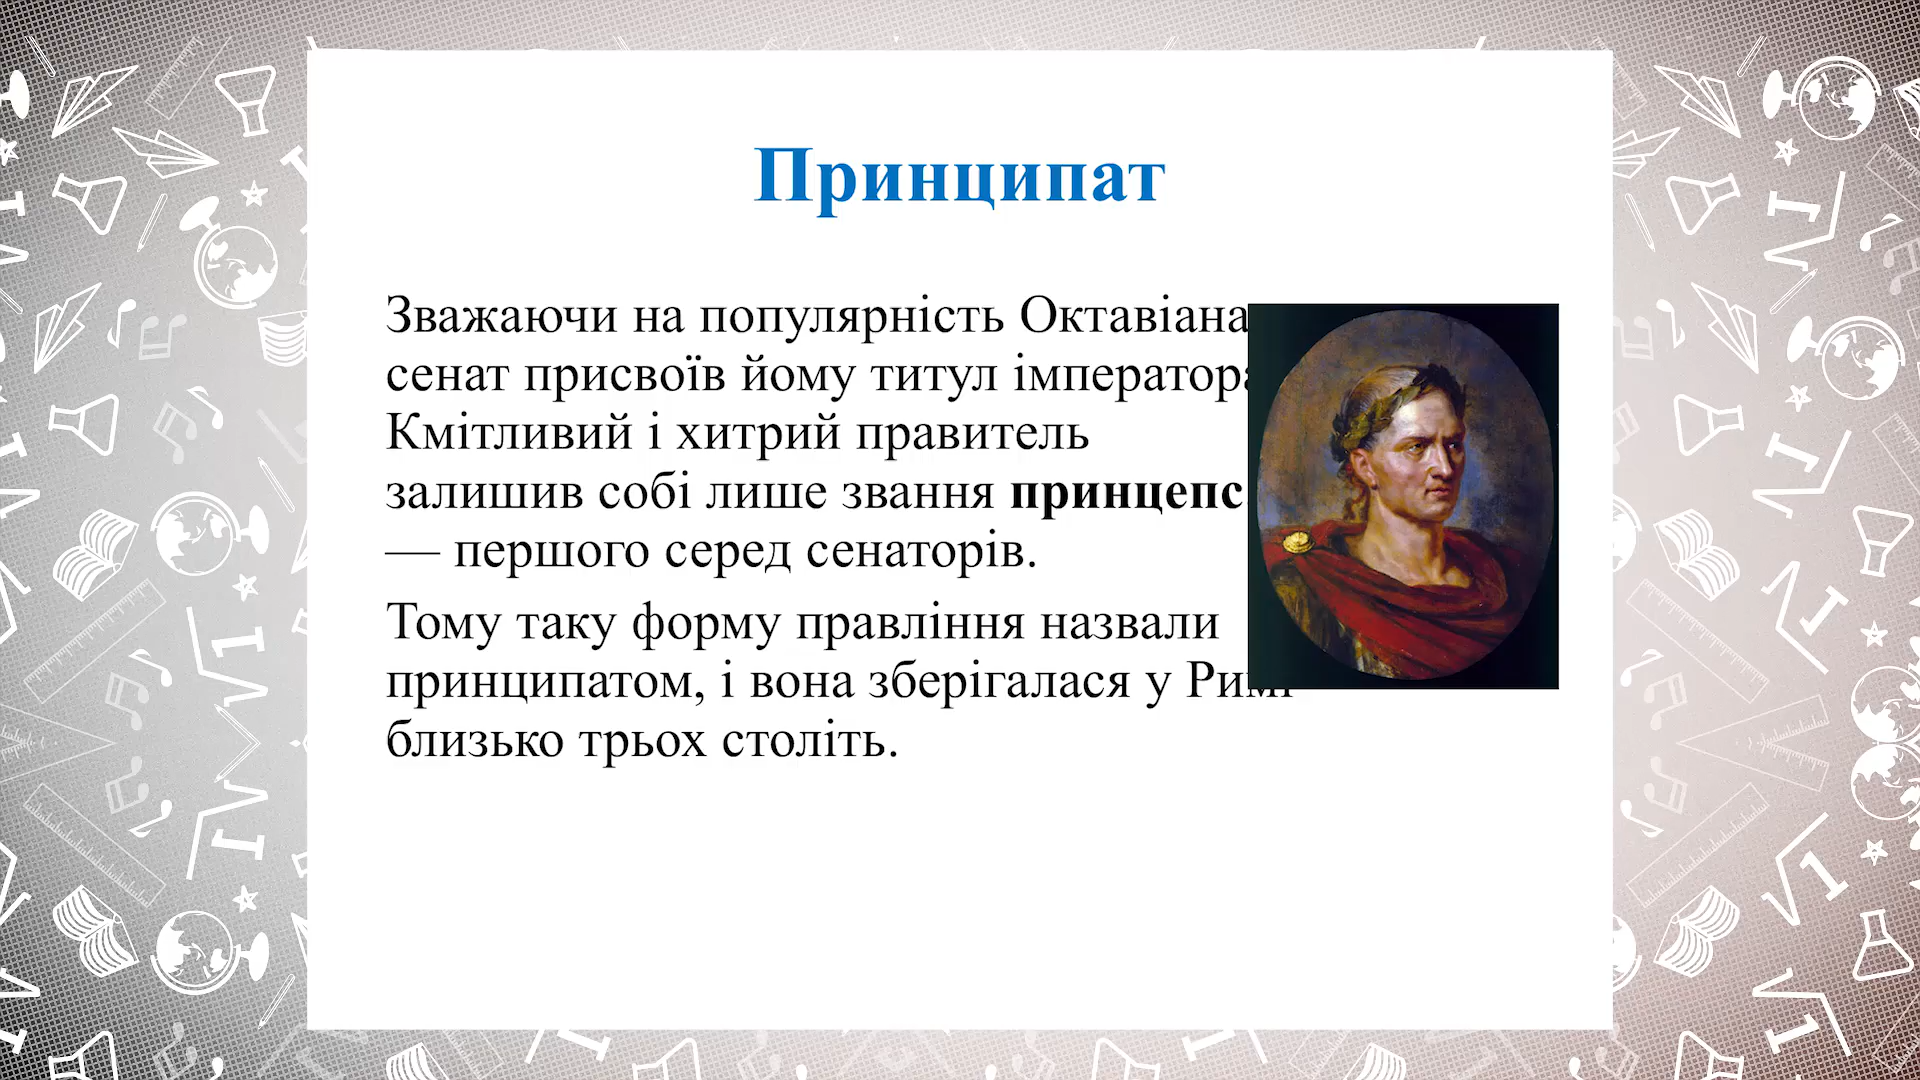 Принципат
Зважаючи на популярність Октавіана
сенат присвоїв йому титул імператора
Кмітливий і хитрий правитель
залишив собі лише звання принцепс
— першого серед сенаторів.
Тому таку форму правління назвали
принципатом, і вона зберігалася у Римі
близько трьох століть.